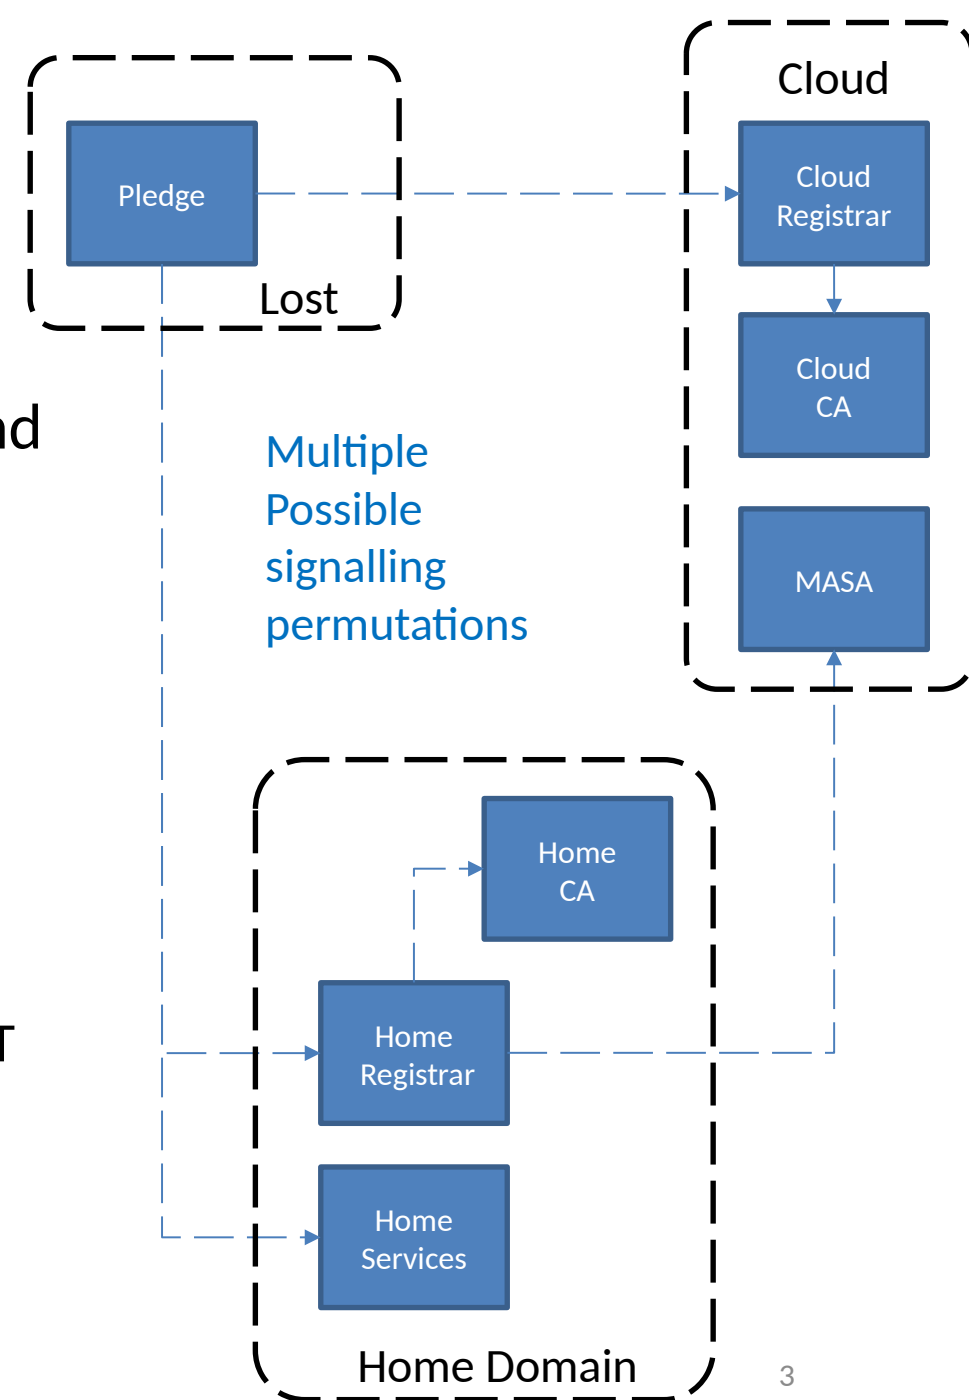 Cloud
Pledge
Cloud
Registrar
Lost
Cloud
CA
nd
Multiple
Possible
signalling
permutations
MASA
Home
CA
T
Home
Registrar
Home
Services
Home Domain
3